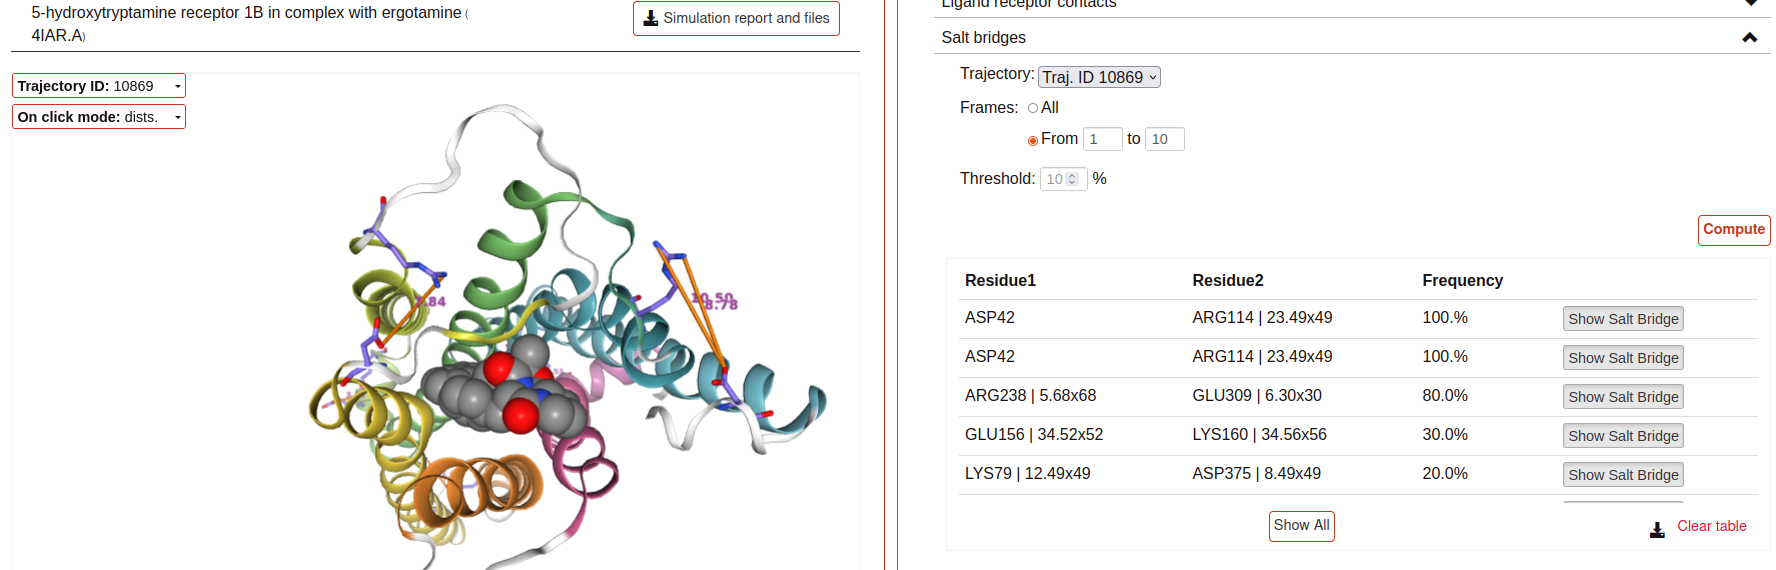 5-hydroxytryptamine receptor 1B in complex with ergotamine (
4IAR.A)
Simulation report and files
Trajectory ID: 10869
On click mode: dists.
.84
10.50
8.78
Ligand receptor contacts
Salt bridges
Trajectory: Traj. ID 10869
Frames: All
From 1 to 10
Threshold: 10 %
Compute
Residue1 Residue2 Frequency
ASP42 ARG114 | 23.49x49 100.% Show Salt Bridge
ASP42 ARG114 | 23.49x49 100.% Show Salt Bridge
ARG238 | 5.68x68 GLU309 | 6.30x30 80.0% Show Salt Bridge
GLU156 | 34.52x52 LYS160 | 34.56x56 30.0% Show Salt Bridge
LYS79 | 12.49x49 ASP375 | 8.49x49 20.0% Show Salt Bridge
Show All
Clear table